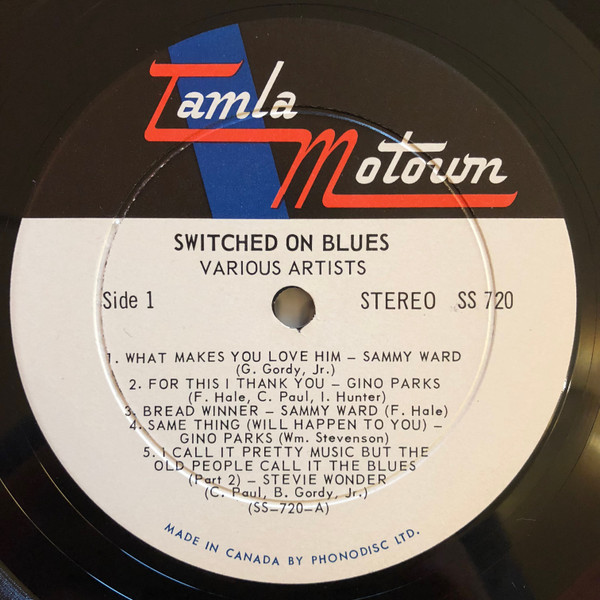 Tamla
Motown
SWITCHED ON BLUES
VARIOUS ARTISTS
Side 1 STEREO SS 720
1. WHAT MAKES YOU LOVE HIM – SAMMY WARD
(G. Gordy, Jr.)
2. FOR THIS I THANK YOU – GINO PARKS
(F. Hale, C. Paul, I. Hunter)
3. BREAD WINNER – SAMMY WARD (F. Hale)
4. SAME THING (WILL HAPPEN TO YOU) –
GINO PARKS (Wm. Stevenson)
5. I CALL IT PRETTY MUSIC BUT THE
OLD PEOPLE CALL IT THE BLUES
(Part 2) – STEVIE WONDER
(C. Paul, B. Gordy, Jr.)
(SS-720-A)
MADE IN CANADA BY PHONODISC LTD.